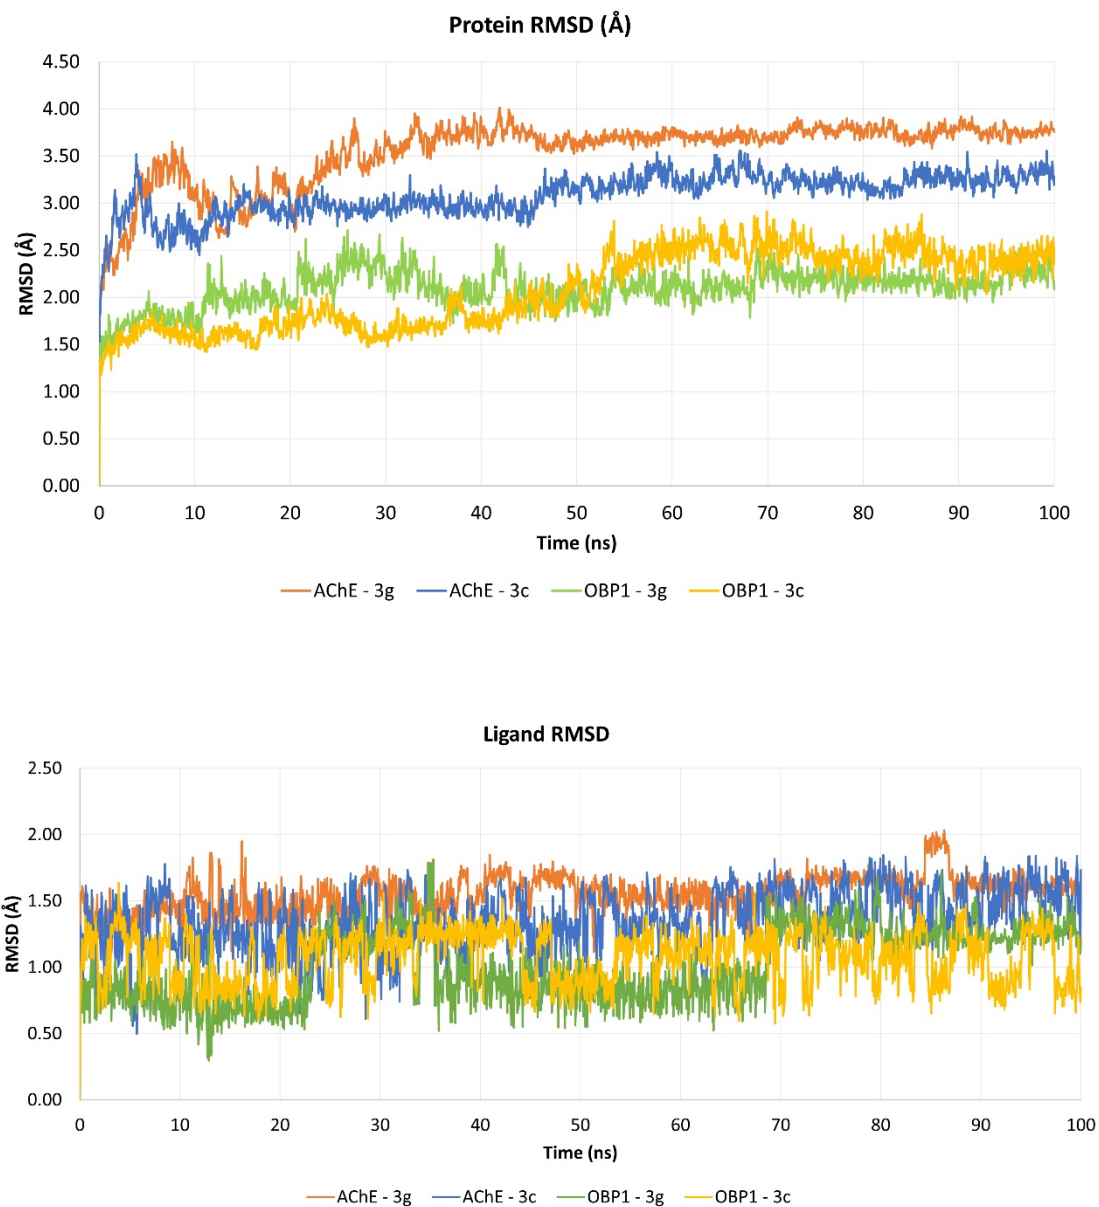 Protein RMSD (Å)
4.50
4.00
3.50
3.00
2.50
2.00
1.50
1.00
0.50
0.00
RMSD (Å)
0 10 20 30 40 50 60 70 80 90 100
Time (ns)
AChE - 3g AChE - 3c OBP1 - 3g OBP1 - 3c
Ligand RMSD
2.50
2.00
1.50
1.00
0.50
0.00
RMSD (Å)
0 10 20 30 40 50 60 70 80 90 100
Time (ns)
AChE - 3g AChE - 3c OBP1 - 3g OBP1 - 3c